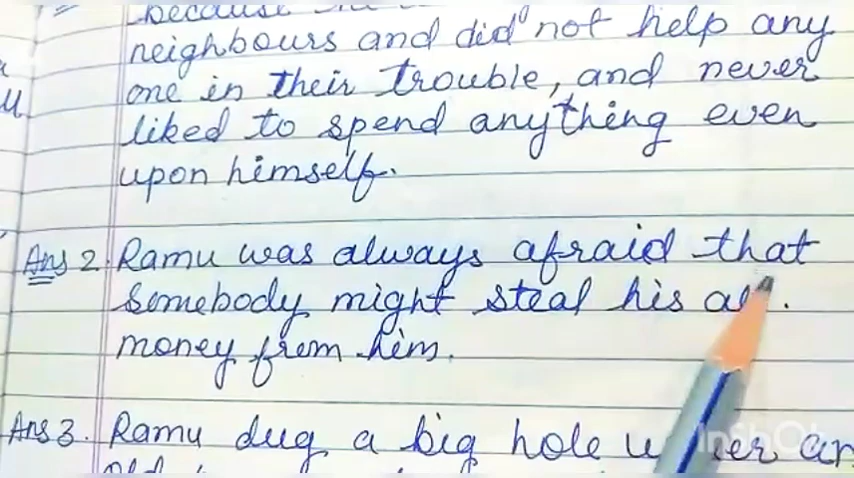 because
neighbours and did not help any
one in their trouble, and never
liked to spend anything even
upon himself.
Ans 2. Ramu was always afraid that
somebody might steal his
money from him.
Ans 3. Ramu dug a big hole
InShOt